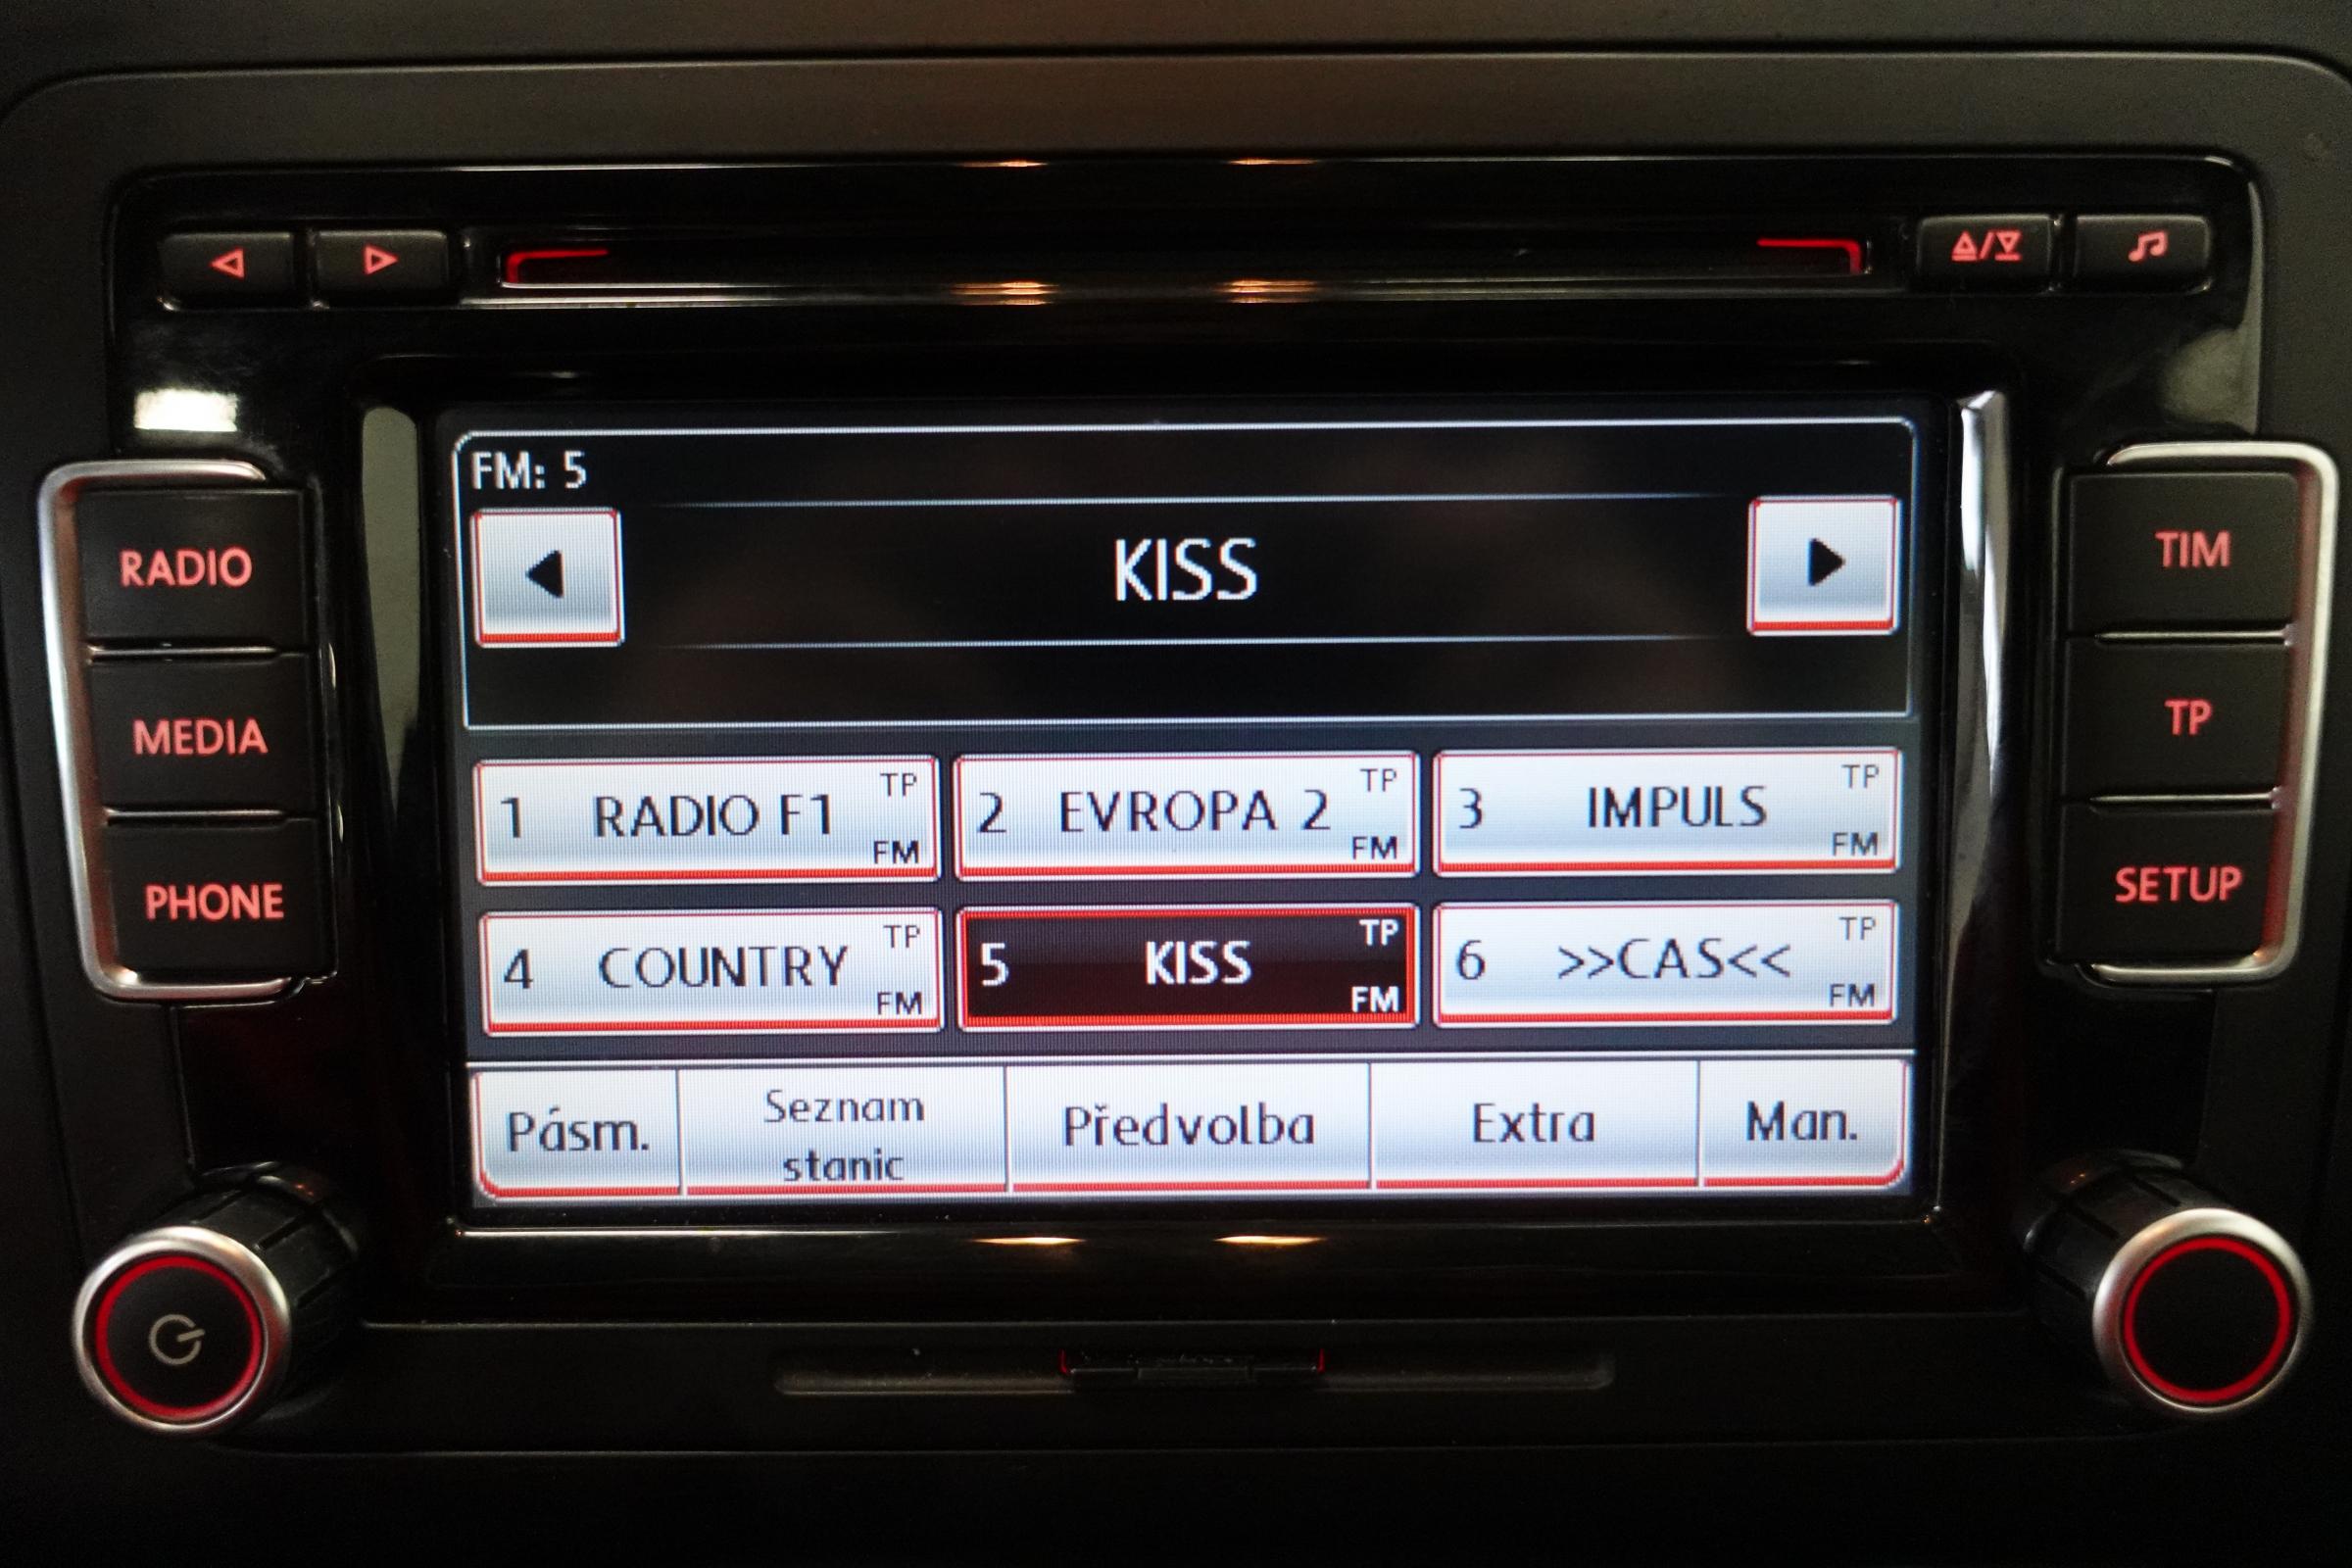 FM: 5
KISS
RADIO
MEDIA
PHONE
TIM
TP
SETUP
1 RADIO F1 TP FM
2 EVROPA 2 TP FM
3 IMPULS TP FM
4 COUNTRY TP FM
5 KISS TP FM
6 >>CAS<< TP FM
Pásm.
Seznam
stanic
Předvolba
Extra
Man.